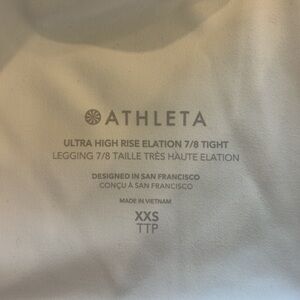 ATHLETA
ULTRA HIGH RISE ELATION 7/8 TIGHT
LEGGING 7/8 TAILLE TRÈS HAUTE ELATION
DESIGNED IN SAN FRANCISCO
CONÇU À SAN FRANCISCO
MADE IN VIETNAM
XXS
TTP